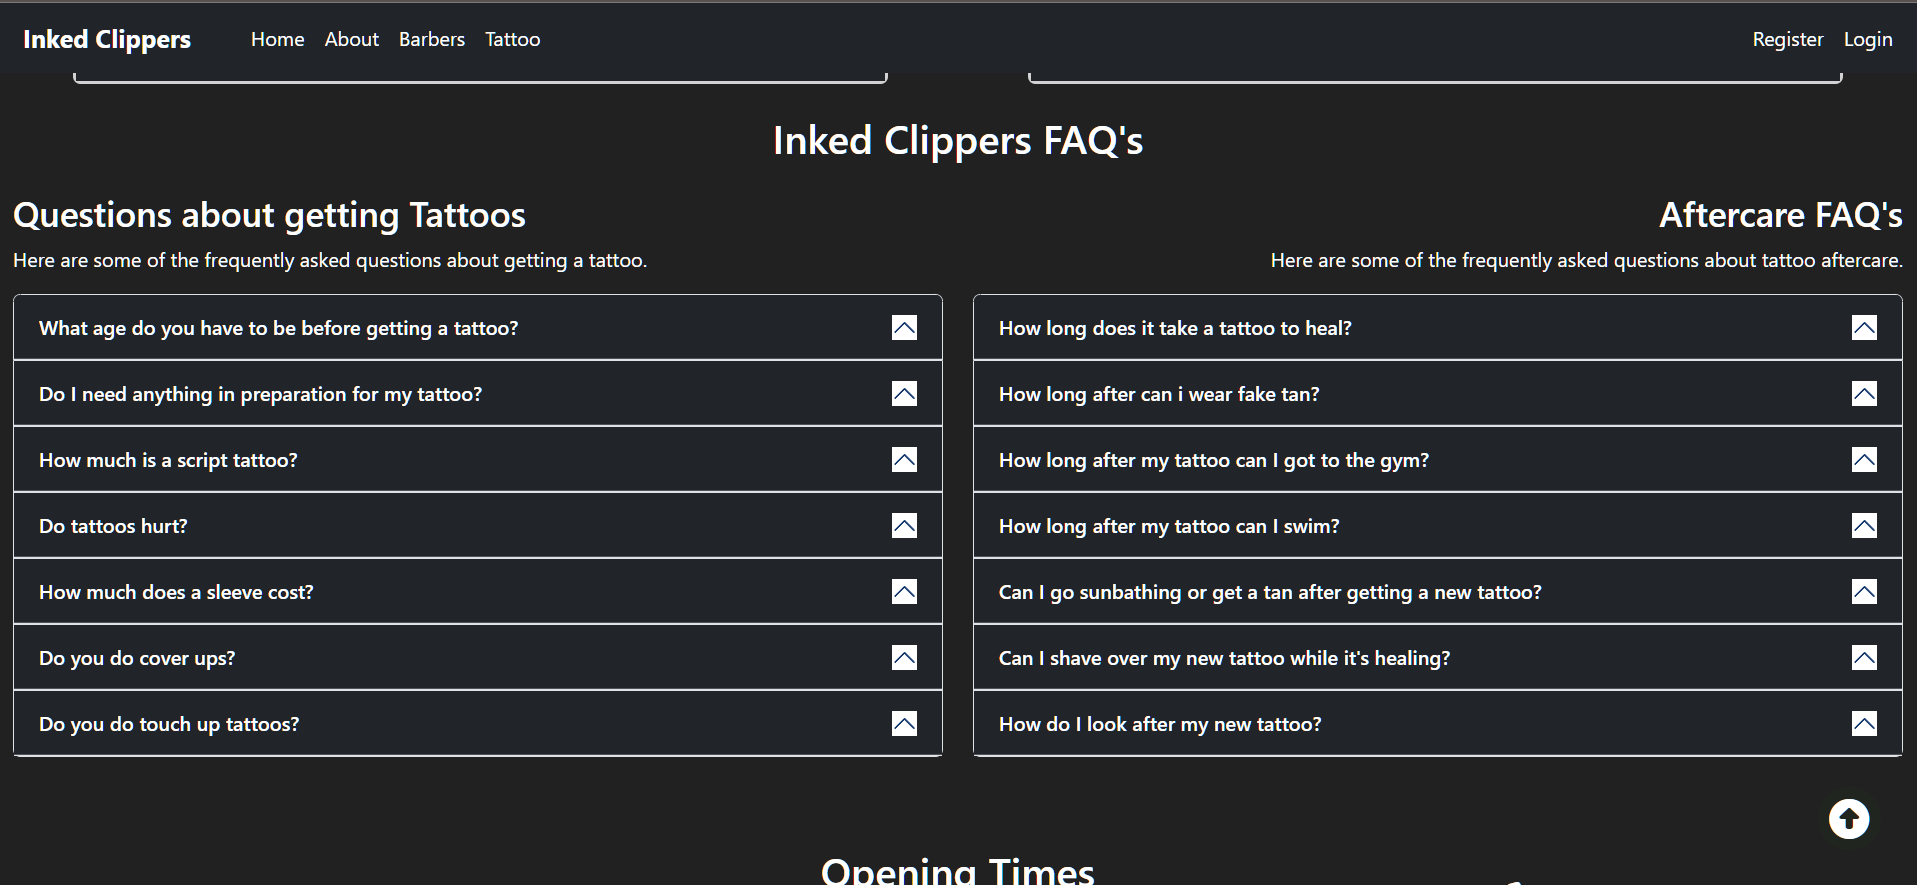 Inked Clippers Home About Barbers Tattoo Register Login
Inked Clippers FAQ's
Questions about getting Tattoos
Here are some of the frequently asked questions about getting a tattoo.
What age do you have to be before getting a tattoo?
Do I need anything in preparation for my tattoo?
How much is a script tattoo?
Do tattoos hurt?
How much does a sleeve cost?
Do you do cover ups?
Do you do touch up tattoos?
Aftercare FAQ's
Here are some of the frequently asked questions about tattoo aftercare.
How long does it take a tattoo to heal?
How long after can i wear fake tan?
How long after my tattoo can I got to the gym?
How long after my tattoo can I swim?
Can I go sunbathing or get a tan after getting a new tattoo?
Can I shave over my new tattoo while it's healing?
How do I look after my new tattoo?
Opening Times